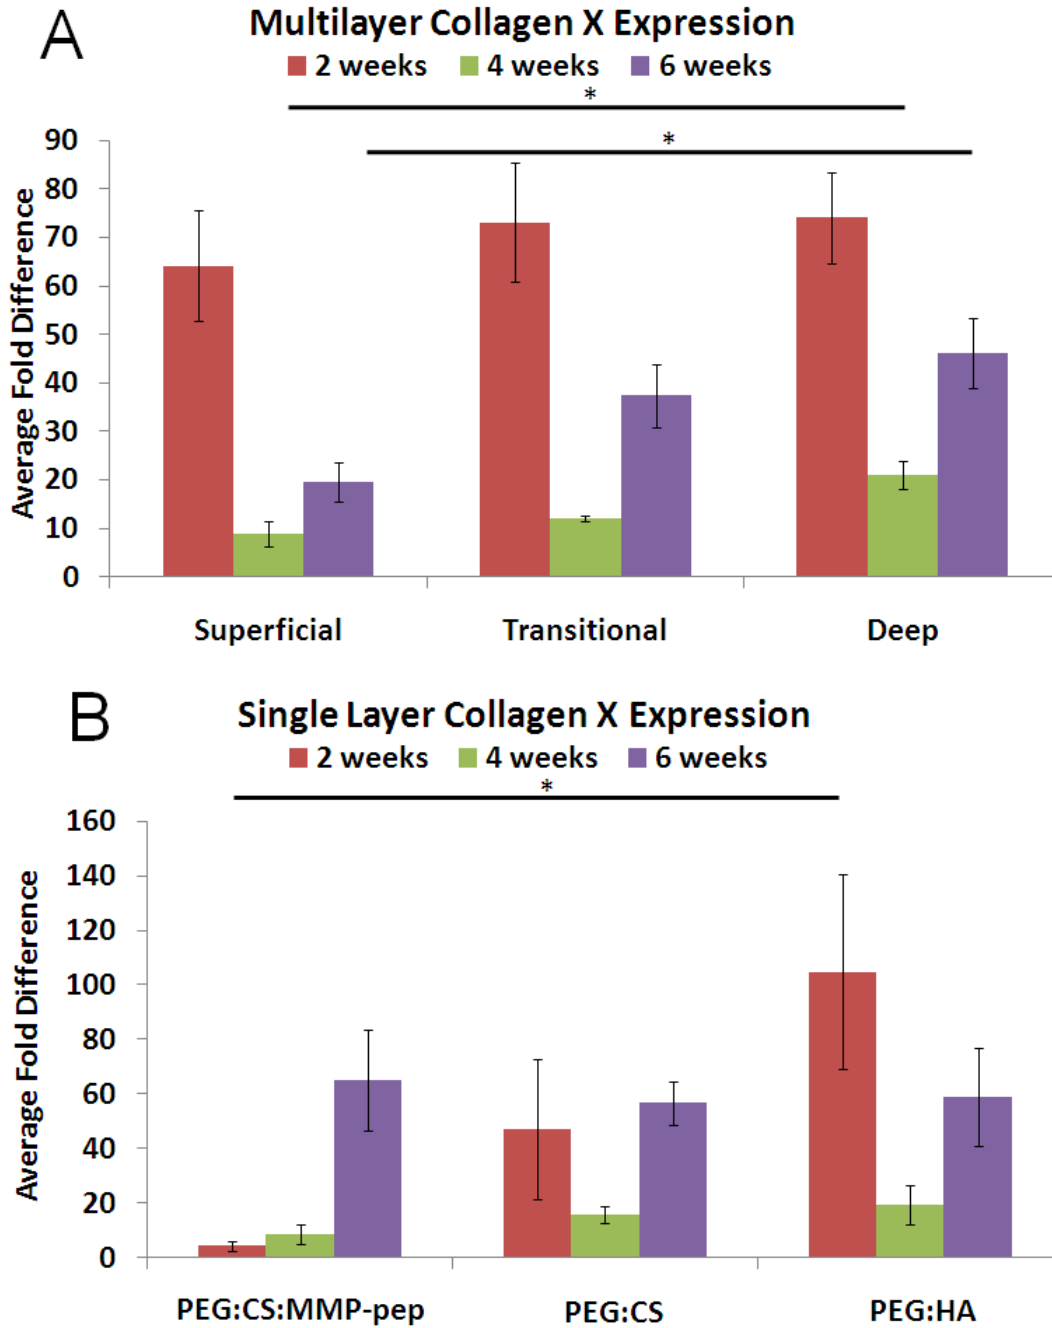 A
Multilayer Collagen X Expression
2 weeks 4 weeks 6 weeks
*
*
Average Fold Difference
90
80
70
60
50
40
30
20
10
0
Superficial Transitional Deep
B
Single Layer Collagen X Expression
2 weeks 4 weeks 6 weeks
*
Average Fold Difference
160
140
120
100
80
60
40
20
0
PEG:CS:MMP-pep PEG:CS PEG:HA